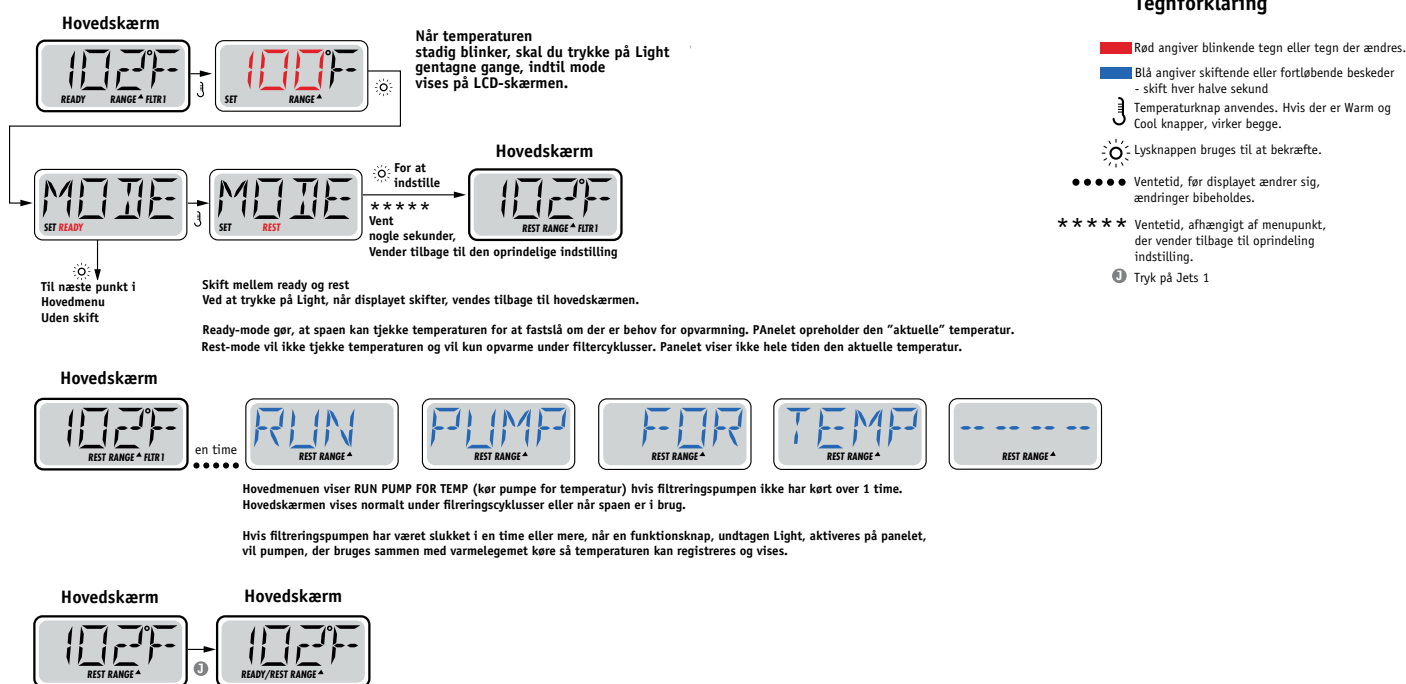 Hovedskærm
102°F
READY RANGE FLTR1
100°F
SET RANGE
Når temperaturen
stadig blinker, skal du trykke på Light
gentagne gange, indtil mode
vises på LCD-skærmen.
Tegnforklaring
Rød angiver blinkende tegn eller tegn der ændres.
Blå angiver skiftende eller fortløbende beskeder
- skift hver halve sekund
Temperaturknap anvendes. Hvis der er Warm og
Cool knapper, virker begge.
Lysknappen bruges til at bekræfte.
Ventetid, før displayet ændrer sig,
ændringer bibeholdes.
***** Ventetid, afhængigt af menupunkt,
der vender tilbage til oprindeling
indstilling.
J Tryk på Jets 1
MODE
SET READY
MODE
SET REST
For at
indstille
*****
Vent
nogle sekunder,
Vender tilbage til den oprindelige indstilling
Hovedskærm
102°F
REST RANGE FLTR1
Til næste punkt i
Hovedmenu
Uden skift
Skift mellem ready og rest
Ved at trykke på Light, når displayet skifter, vendes tilbage til hovedskærmen.
Ready-mode gør, at spaen kan tjekke temperaturen for at fastslå om der er behov for opvarmning. PAnelet opreholder den ”aktuelle” temperatur.
Rest-mode vil ikke tjekke temperaturen og vil kun opvarme under filtercyklusser. Panelet viser ikke hele tiden den aktuelle temperatur.
Hovedskærm
102°F
REST RANGE FLTR1
en time
RUN
REST RANGE
PUMP
REST RANGE
FOR
REST RANGE
TEMP
REST RANGE
-- -- -- --
REST RANGE
Hovedmenuen viser RUN PUMP FOR TEMP (kør pumpe for temperatur) hvis filtreringspumpen ikke har kørt over 1 time.
Hovedskærmen vises normalt under filreringscyklusser eller når spaen er i brug.
Hvis filtreringspumpen har været slukket i en time eller mere, når en funktionsknap, undtagen Light, aktiveres på panelet,
vil pumpen, der bruges sammen med varmelegemet køre så temperaturen kan registreres og vises.
Hovedskærm
102°F
REST RANGE
J
Hovedskærm
102°F
READY/REST RANGE